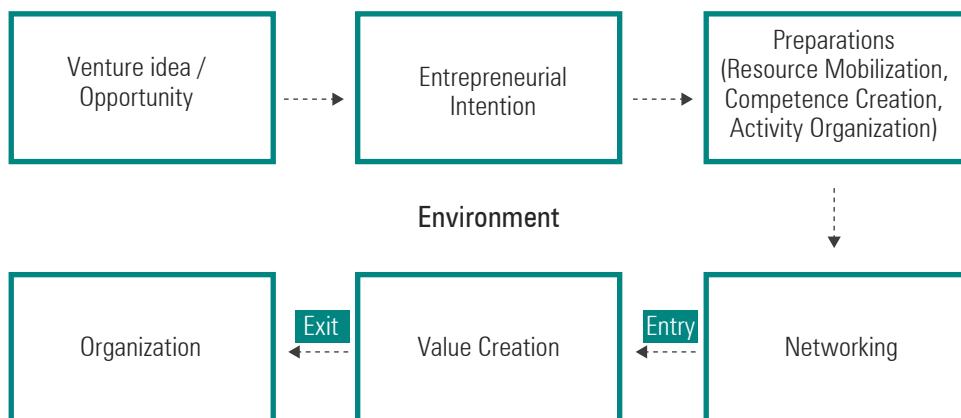 Venture idea /
Opportunity
Entrepreneurial
Intention
Preparations
(Resource Mobilization,
Competence Creation,
Activity Organization)
Environment
Organization
Exit
Value Creation
Entry
Networking